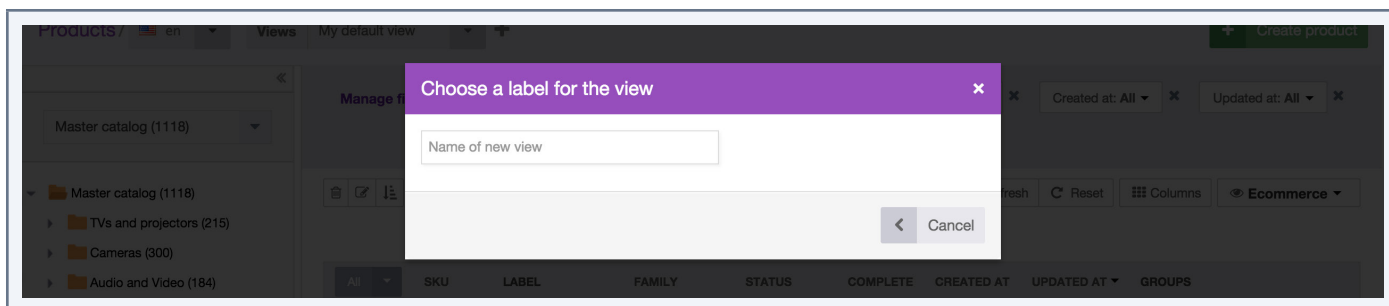 Products / en Views My default view
Create product
Choose a label for the view
Manage fi
Created at: All
Updated at: All
Master catalog (1118)
Name of new view
Master catalog (1118)
fresh Reset Columns Ecommerce
TVs and projectors (215)
Cancel
Cameras (300)
Audio and Video (184)
All SKU LABEL FAMILY STATUS COMPLETE CREATED AT UPDATED AT GROUPS